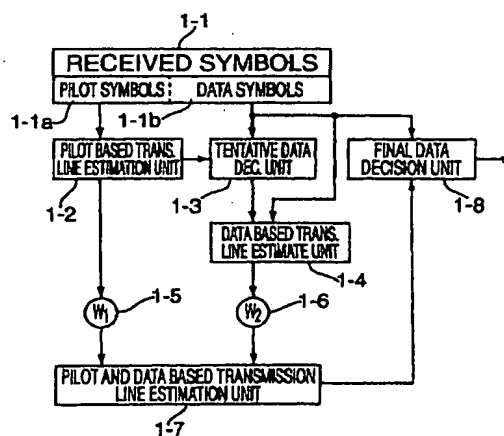 1-1
RECEIVED SYMBOLS
PILOT SYMBOLS DATA SYMBOLS
1-1a
1-1b
PILOT BASED TRANS.
LINE ESTIMATION UNIT
1-2
TENTATIVE DATA
DEC. UNIT
1-3
FINAL DATA
DECISION UNIT
1-8
DATA BASED TRANS.
LINE ESTIMATE UNIT
1-4
1-5
W1
1-6
W2
PILOT AND DATA BASED TRANSMISSION
LINE ESTIMATION UNIT
1-7